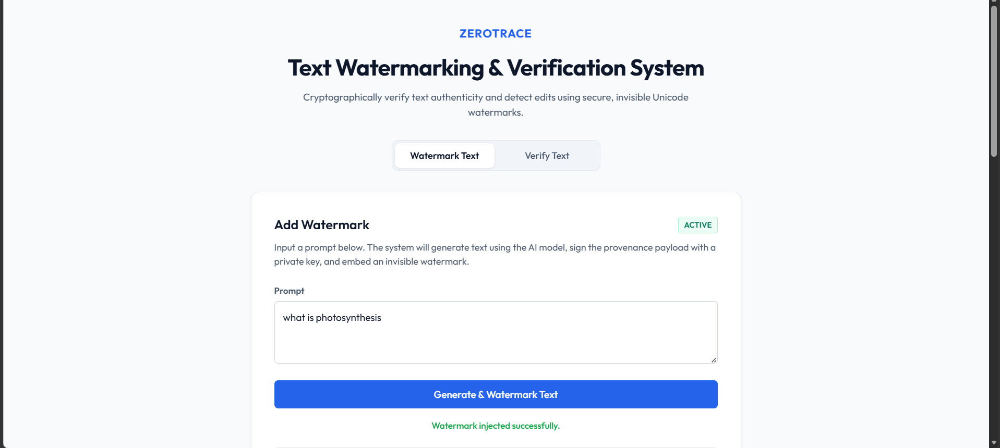 ZEROTRACE
Text Watermarking & Verification System
Cryptographically verify text authenticity and detect edits using secure, invisible Unicode
watermarks.
Watermark Text
Verify Text
Add Watermark
ACTIVE
Input a prompt below. The system will generate text using the AI model, sign the provenance payload with a
private key, and embed an invisible watermark.
Prompt
what is photosynthesis
Generate & Watermark Text
Watermark injected successfully.